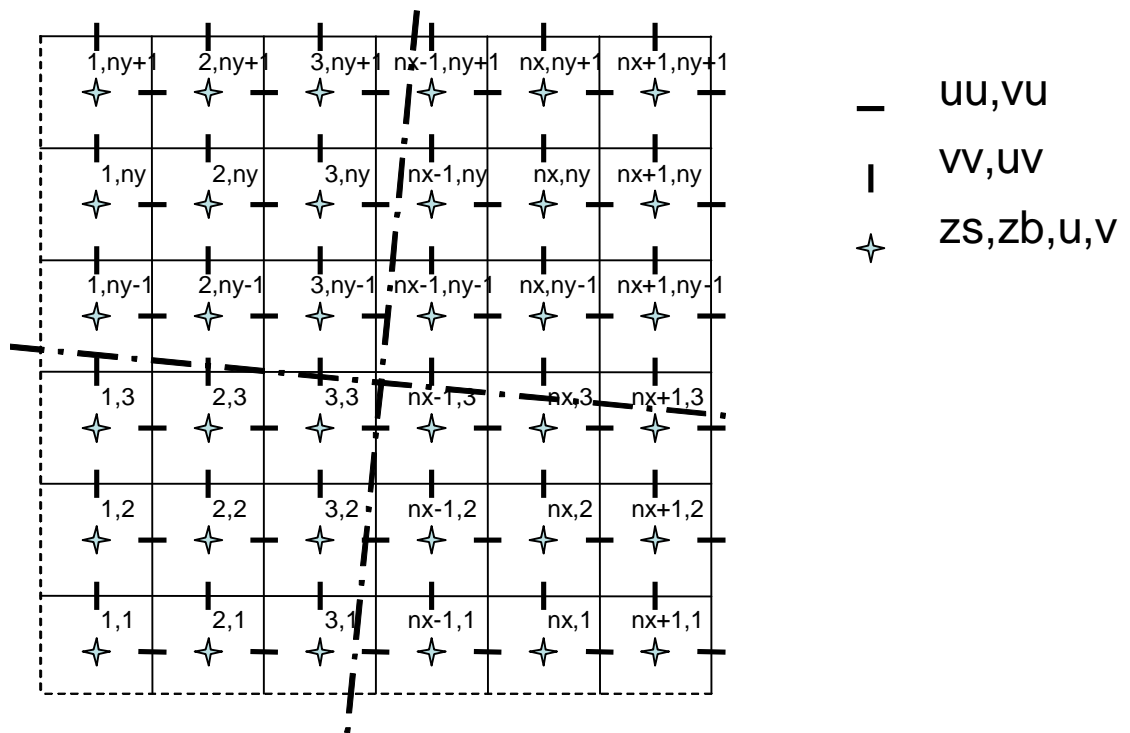 1,ny+1 2,ny+1 3,ny+1 nx-1,ny+1 nx,ny+1 nx+1,ny+1
uu,vu
vv,uv
1,ny 2,ny 3,ny nx-1,ny nx,ny nx+1,ny
zs,zb,u,v
1,ny-1 2,ny-1 3,ny-1 nx-1,ny-1 nx,ny-1 nx+1,ny-1
1,3 2,3 3,3 nx-1,3 nx,3 nx+1,3
1,2 2,2 3,2 nx-1,2 nx,2 nx+1,2
1,1 2,1 3,1 nx-1,1 nx,1 nx+1,1